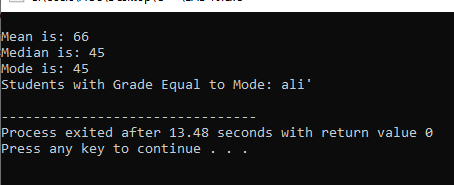 Mean is: 66
Median is: 45
Mode is: 45
Students with Grade Equal to Mode: ali'
--------------------------------
Process exited after 13.48 seconds with return value 0
Press any key to continue . . .